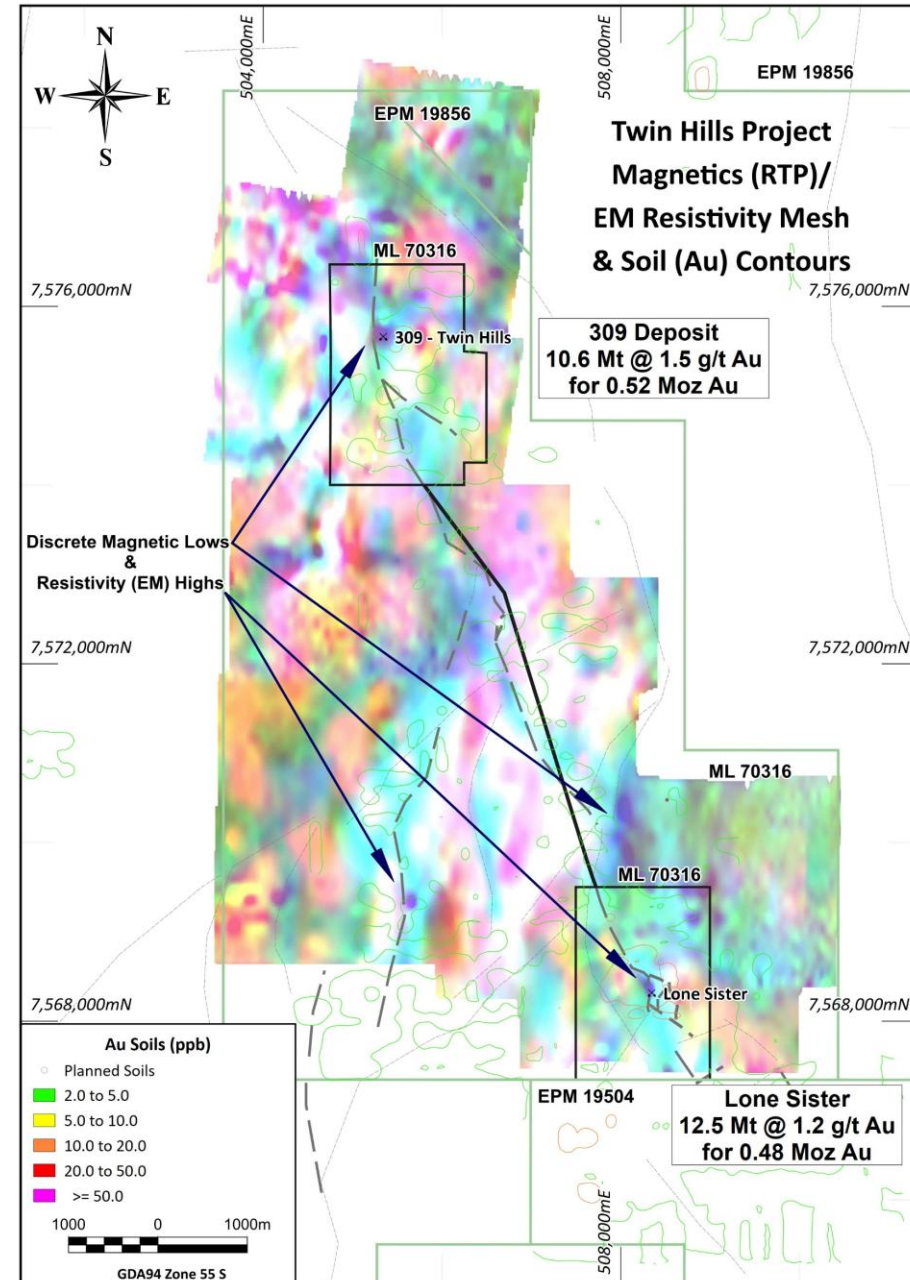 N
W
E
S
504,000mE
508,000mE
EPM 19856
EPM 19856
Twin Hills Project
Magnetics (RTP)/
EM Resistivity Mesh
& Soil (Au) Contours
ML 70316
7,576,000mN
7,576,000mN
309 - Twin Hills
309 Deposit
10.6 Mt @ 1.5 g/t Au
for 0.52 Moz Au
Discrete Magnetic Lows
&
Resistivity (EM) Highs
7,572,000mN
7,572,000mN
ML 70316
ML 70316
Lone Sister
7,568,000mN
7,568,000mN
Au Soils (ppb)
Planned Soils
2.0 to 5.0
5.0 to 10.0
10.0 to 20.0
20.0 to 50.0
>= 50.0
1000 0 1000m
GDA94 Zone 55 S
EPM 19504
Lone Sister
12.5 Mt @ 1.2 g/t Au
for 0.48 Moz Au
508,000mE